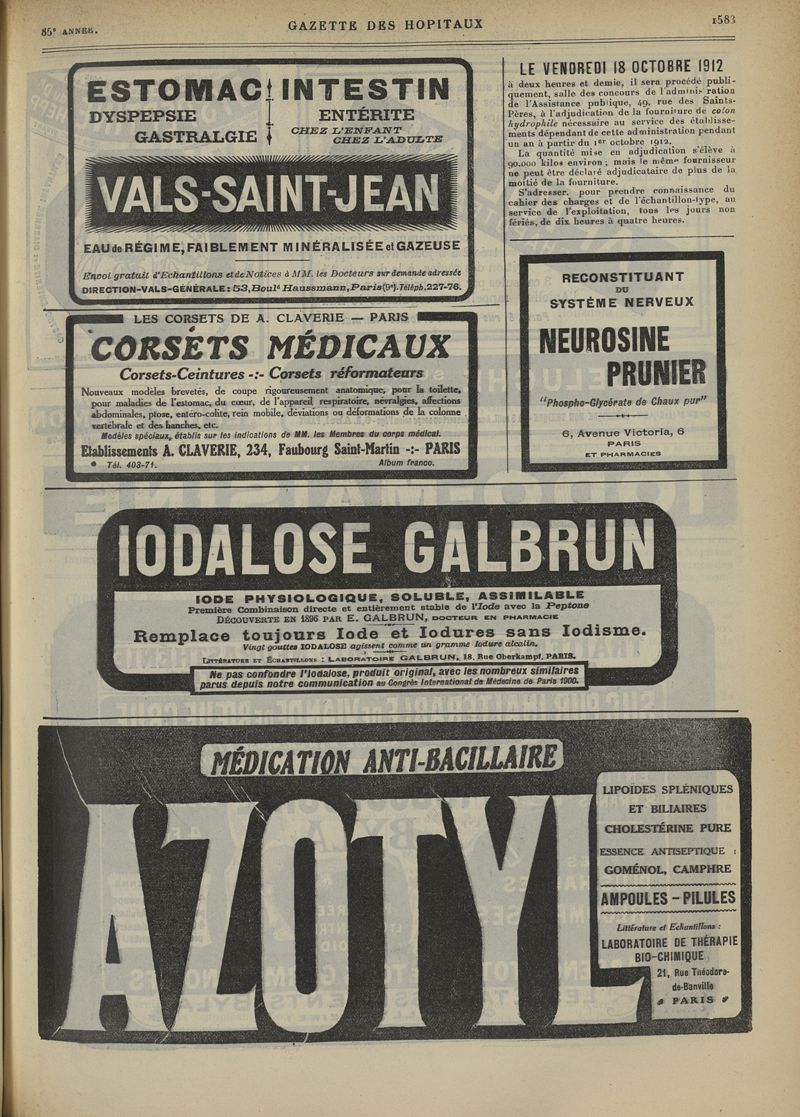 85e ANNEE.
GAZETTE DES HOPITAUX
1583
ESTOMAC INTESTIN
DYSPEPSIE
GASTRALGIE
ENTÉRITE
CHEZ L'ENFANT
CHEZ L'ADULTE
VALS-SAINT-JEAN
EAU de RÉGIME, FAIBLEMENT MINÉRALISÉE et GAZEUSE
Envoi gratuit d'Echantillons et de Notices à MM. les Docteurs sur demande adressée
DIRECTION-VALS-GÉNÉRALE: 53, Boulᵈ Haussmann, Paris (9e). Téléph. 227-76.
LES CORSETS DE A. CLAVERIE — PARIS
CORSETS MÉDICAUX
Corsets-Ceintures -:- Corsets réformateurs
Nouveaux modèles brevetés, de coupe rigoureusement anatomique, pour la toilette,
pour maladies de l'estomac, du cœur, de l'appareil respiratoire, névralgies, affections
abdominales, ptose, entéro-colite, rein mobile, déviations ou déformations de la colonne
vertébrale et des hanches, etc.
Modèles spéciaux, établis sur les indications de MM. les Membres du corps médical.
Etablissements A. CLAVERIE, 234, Faubourg Saint-Martin -:- PARIS
Tél. 403-71.
Album franco.
LE VENDREDI 18 OCTOBRE 1912
à deux heures et demie, il sera procédé publi-
quement, salle des concours de l'adminis ration
de l'Assistance publique, 49, rue des Saints-
Pères, à l'adjudication de la fourniture de coton
hydrophile nécessaire au service des établisse-
ments dépendant de cette administration pendant
un an à partir du 1er octobre 1912.
La quantité mise en adjudication s'élève à
90.000 kilos environ; mais le même fournisseur
ne peut être déclaré adjudicataire de plus de la
moitié de la fourniture.
S'adresser, pour prendre connaissance du
cahier des charges et de l'échantillon-type, au
service de l'exploitation, tous les jours non
fériés, de dix heures à quatre heures.
RECONSTITUANT
DU
SYSTÈME NERVEUX
NEUROSINE
PRUNIER
"Phospho-Glycérate de Chaux pur"
6, Avenue Victoria, 6
PARIS
ET PHARMACIES
IODALOSE GALBRUN
IODE PHYSIOLOGIQUE, SOLUBLE, ASSIMILABLE
Première Combinaison directe et entièrement stable de l'Iode avec la Peptone
DÉCOUVERTE EN 1896 PAR E. GALBRUN, DOCTEUR EN PHARMACIE
Remplace toujours Iode et Iodures sans Iodisme.
Vingt gouttes IODALOSE agissent comme un gramme Iodure alcalin.
LITTÉRATURE ET ÉCHANTILLONS : LABORATOIRE GALBRUN, 18, Rue Oberkampf, PARIS.
Ne pas confondre l'Iodalose, produit original, avec les nombreux similaires
parus depuis notre communication au Congrès International de Médecine de Paris 1900.
MÉDICATION ANTI-BACILLAIRE
AZOTYL
LIPOÏDES SPLÉNIQUES
ET BILIAIRES
CHOLESTÉRINE PURE
ESSENCE ANTISEPTIQUE :
GOMÉNOL, CAMPHRE
AMPOULES - PILULES
Littérature et Echantillons :
LABORATOIRE DE THÉRAPIE
BIO-CHIMIQUE
21, Rue Théodore-
de-Banville
PARIS